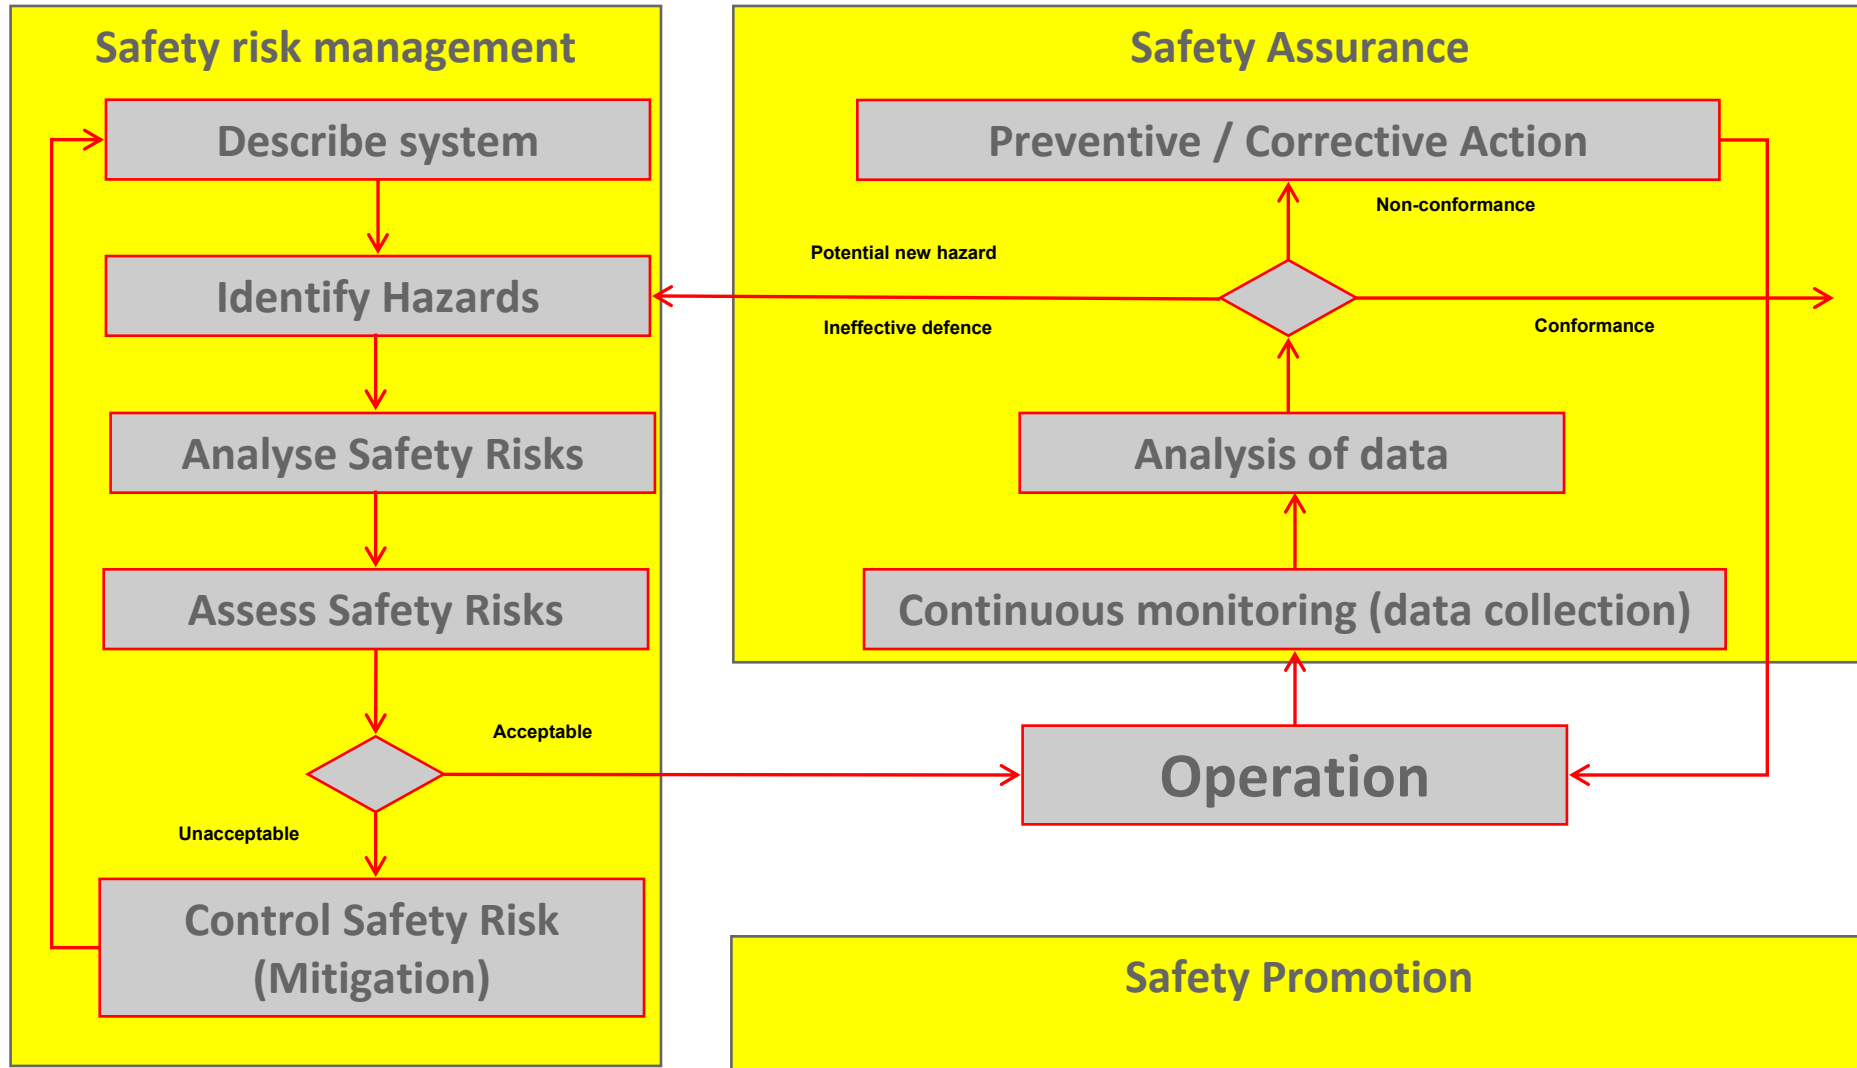 Safety risk management
Describe system
Identify Hazards
Analyse Safety Risks
Assess Safety Risks
Acceptable
Unacceptable
Control Safety Risk
(Mitigation)
Safety Assurance
Preventive / Corrective Action
Non-conformance
Potential new hazard
Ineffective defence
Conformance
Analysis of data
Continuous monitoring (data collection)
Operation
Safety Promotion